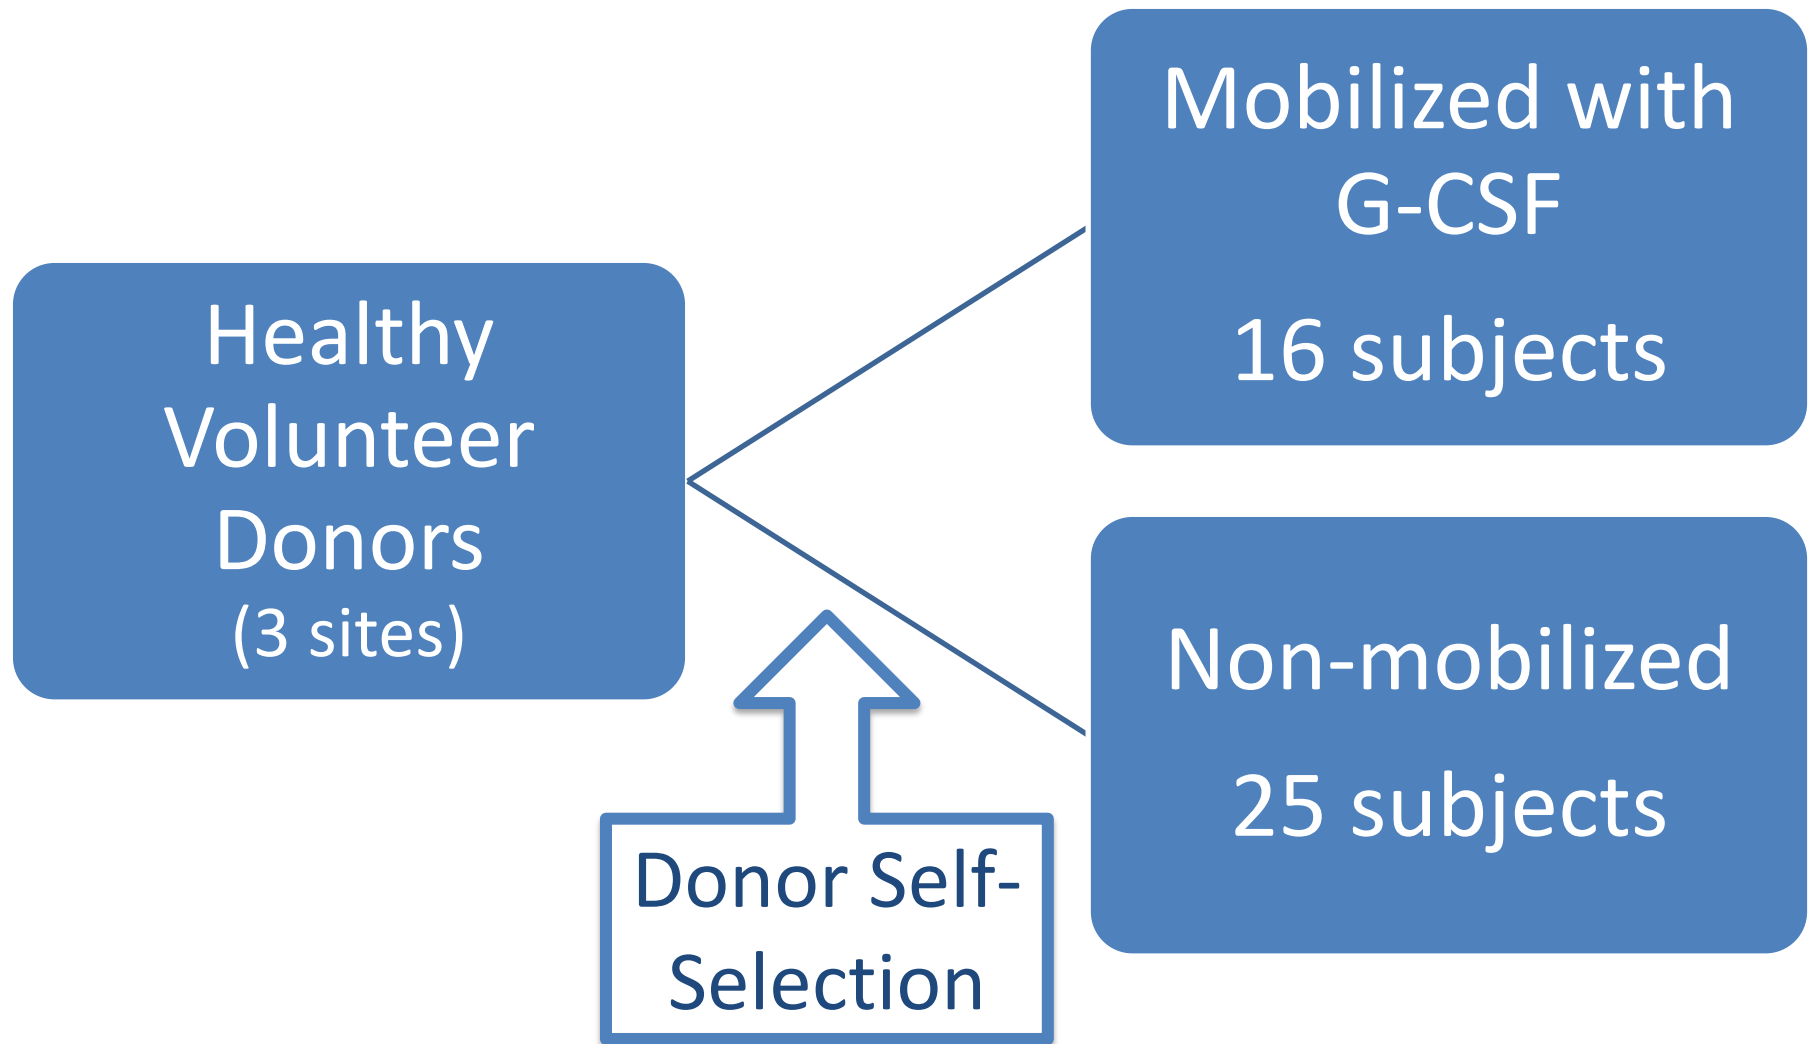 Healthy
Volunteer
Donors
(3 sites)
Mobilized with
G-CSF
16 subjects
Non-mobilized
25 subjects
Donor Self-
Selection